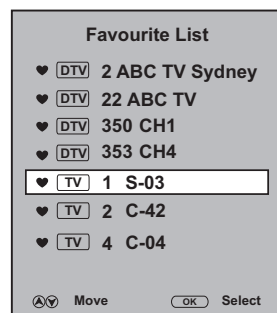 Favourite List
DTV 2 ABC TV Sydney
DTV 22 ABC TV
DTV 350 CH1
DTV 353 CH4
TV 1 S-03
TV 2 C-42
TV 4 C-04
Move OK Select